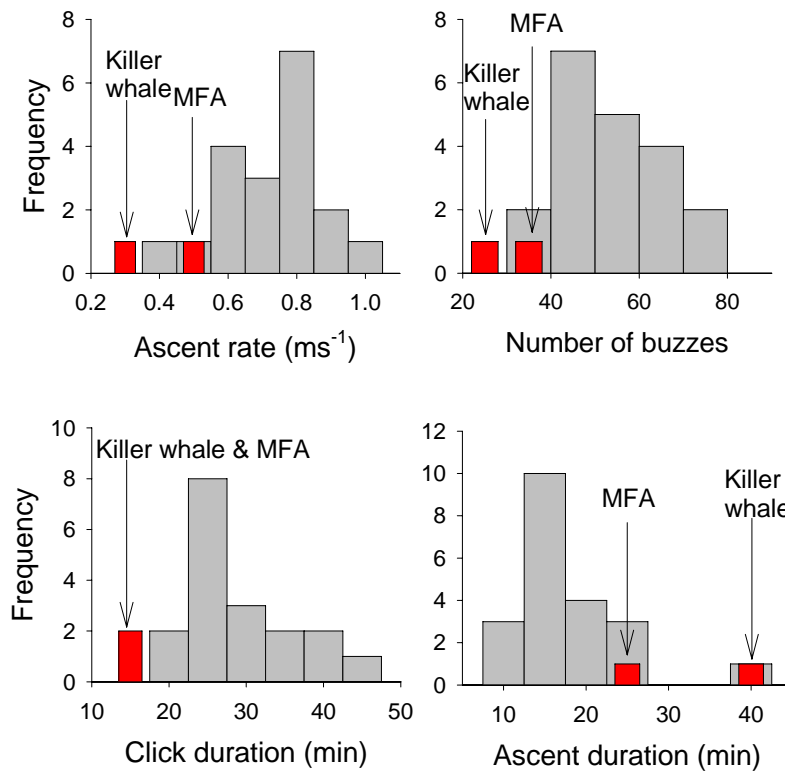 8
6
4
2
0
Frequency
Killer
whale
MFA
0.2 0.4 0.6 0.8 1.0
Ascent rate (ms-1)
8
6
4
2
0
MFA
Killer
whale
20 40 60 80
Number of buzzes
10
8
6
4
2
0
Frequency
Killer whale & MFA
10 20 30 40 50
Click duration (min)
12
10
8
6
4
2
0
MFA
Killer
whale
10 20 30 40
Ascent duration (min)